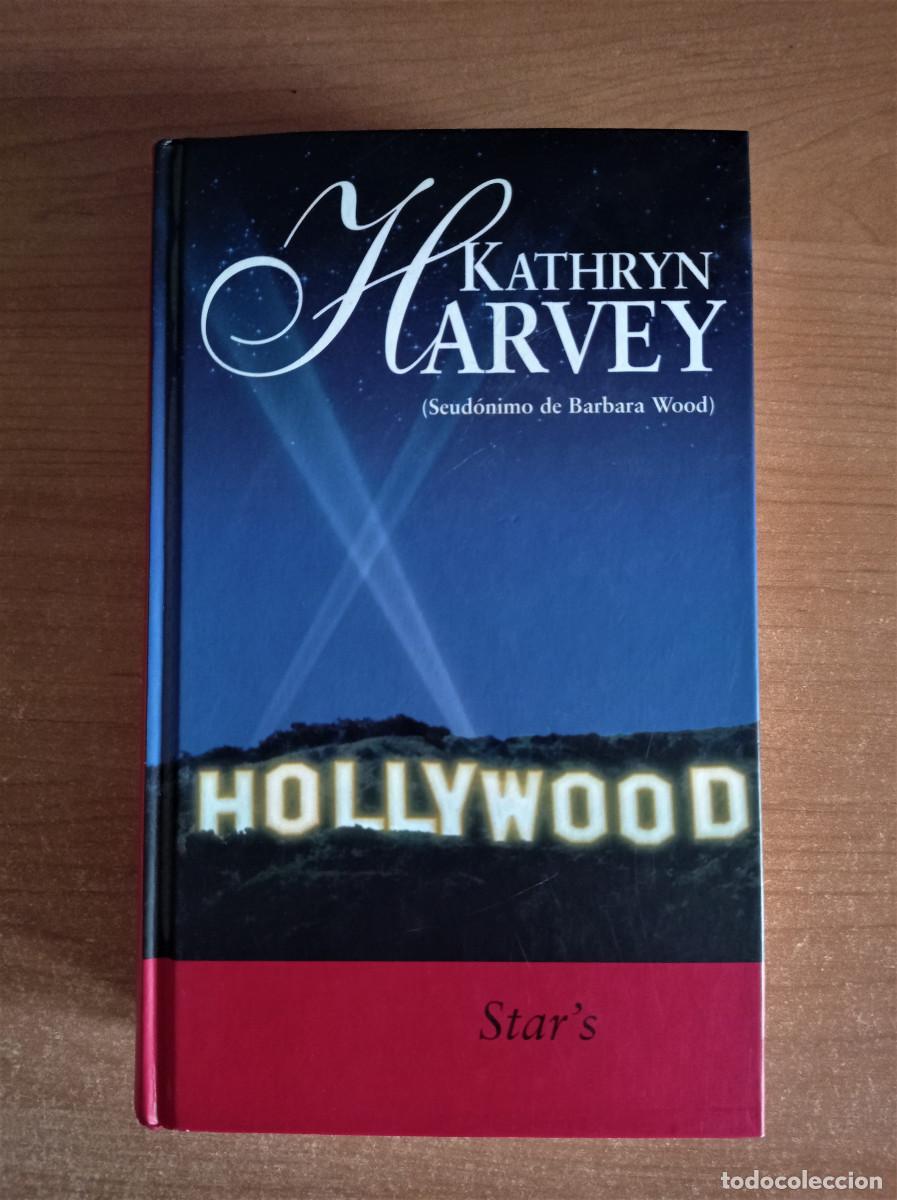 KATHRYN
HARVEY
(Seudónimo de Barbara Wood)
HOLLYWOOD
Star's
todocoleccion